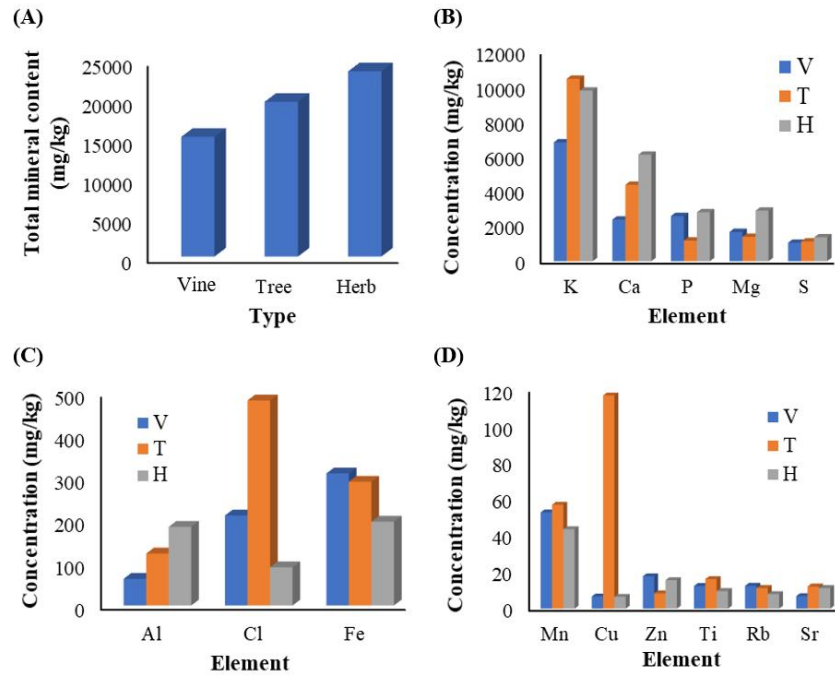 (A)
Total mineral content
(mg/kg)
25000
20000
15000
10000
5000
0
Vine Tree Herb
Type
(B)
Concentration (mg/kg)
12000
10000
8000
6000
4000
2000
0
V
T
H
K Ca P Mg S
Element
(C)
Concentration (mg/kg)
500
400
300
200
100
0
V
T
H
Al Cl Fe
Element
(D)
Concentration (mg/kg)
120
100
80
60
40
20
0
V
T
H
Mn Cu Zn Ti Rb Sr
Element